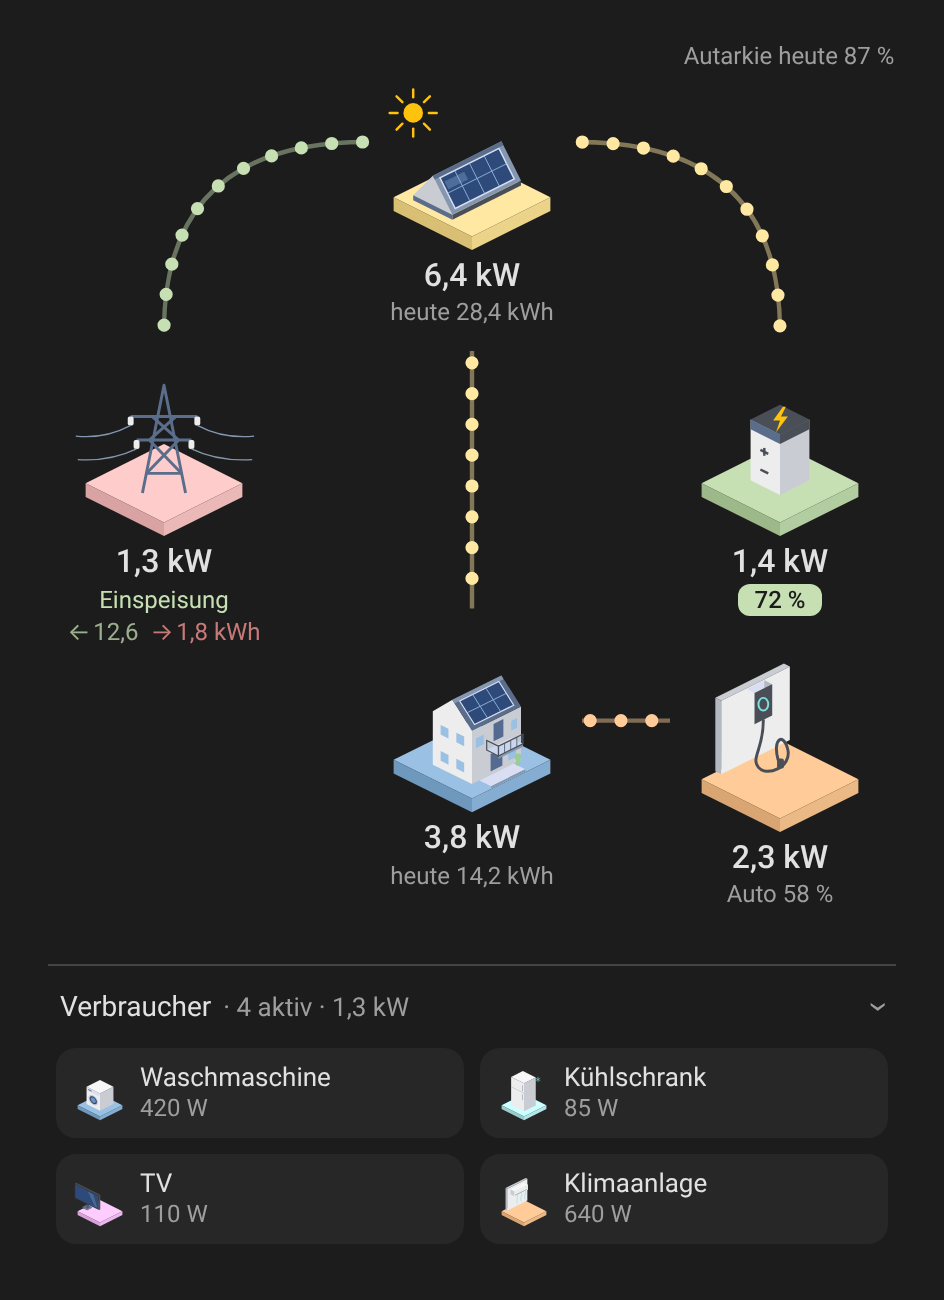 Autarkie heute 87 %
6,4 kW
heute 28,4 kWh
1,3 kW
Einspeisung
← 12,6 → 1,8 kWh
1,4 kW
72 %
3,8 kW
heute 14,2 kWh
2,3 kW
Auto 58 %
Verbraucher · 4 aktiv · 1,3 kW
Waschmaschine
420 W
Kühlschrank
85 W
TV
110 W
Klimaanlage
640 W